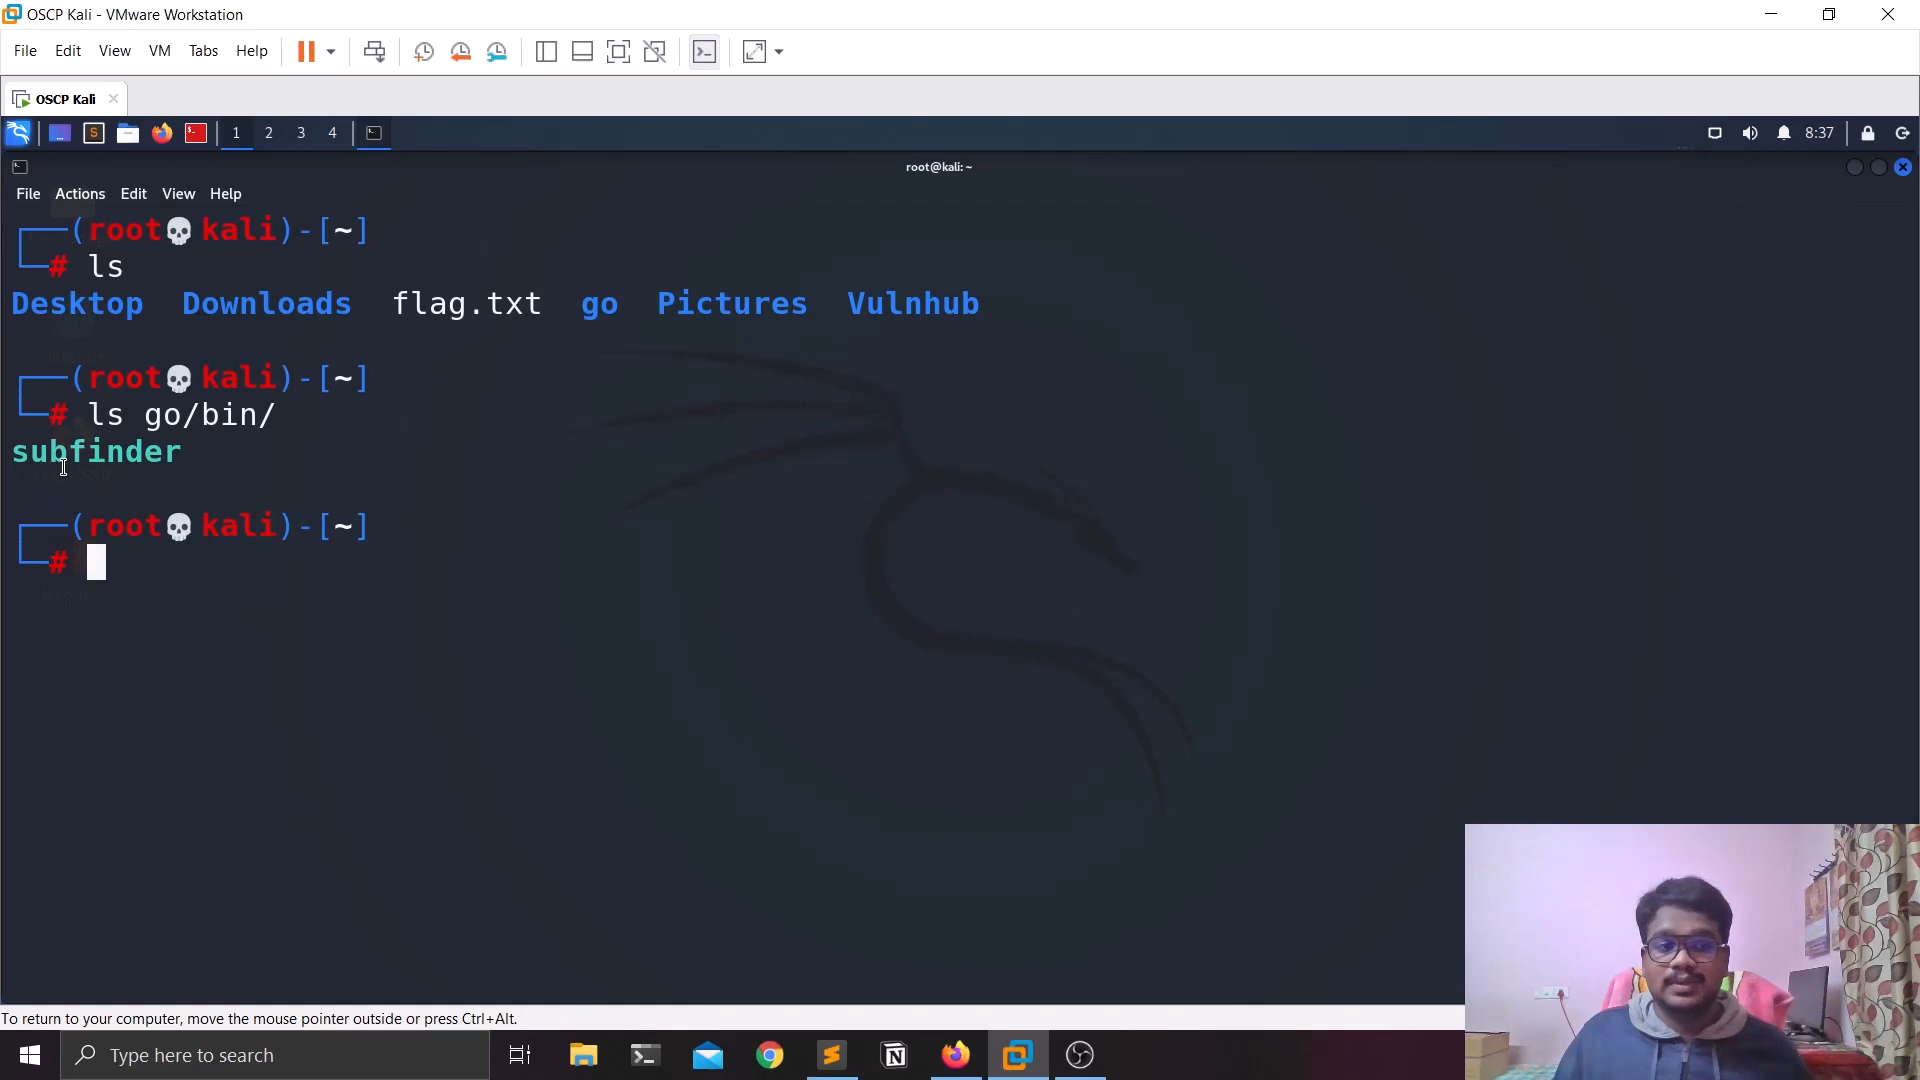 OSCP Kali - VMware Workstation
File Edit View VM Tabs Help
OSCP Kali
1 2 3 4 8:37
root@kali: ~
File Actions Edit View Help
┌──(root💀kali)-[~]
└─# ls
Desktop Downloads flag.txt go Pictures Vulnhub
┌──(root💀kali)-[~]
└─# ls go/bin/
subfinder
┌──(root💀kali)-[~]
└─#
To return to your computer, move the mouse pointer outside or press Ctrl+Alt.
Type here to search